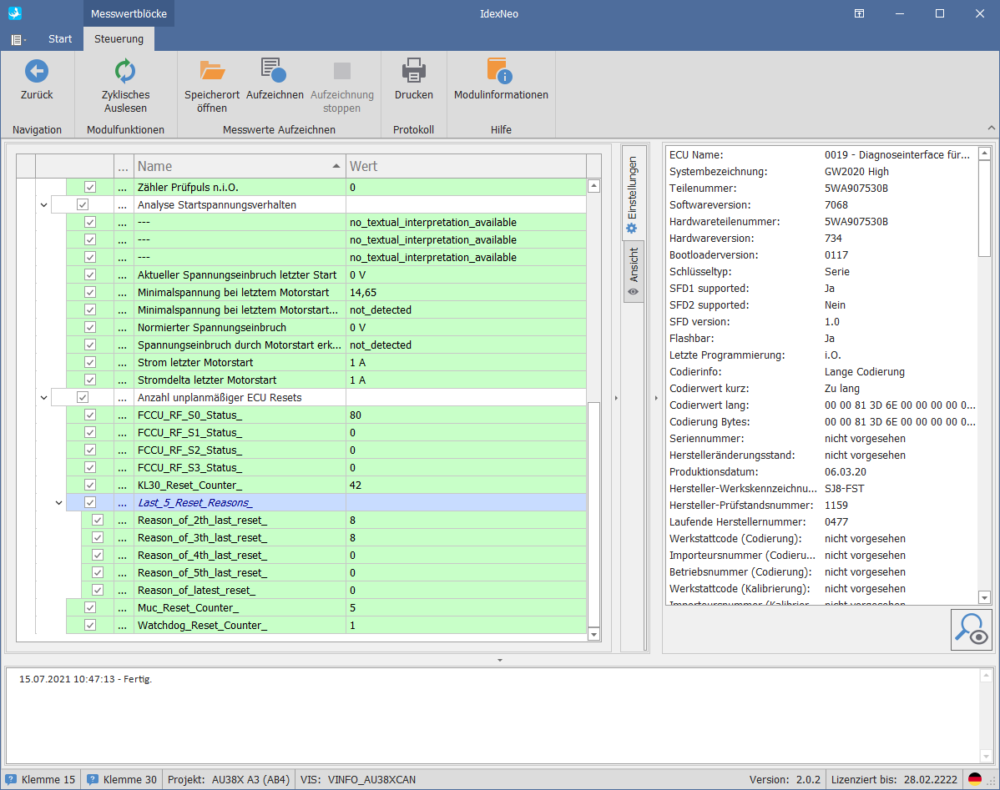 Messwertblöcke
IdexNeo
Start
Steuerung
Zurück
Zyklisches
Auslesen
Speicherort
öffnen
Aufzeichnen
Aufzeichnung
stoppen
Drucken
Modulinformationen
Navigation
Modulfunktionen
Messwerte Aufzeichnen
Protokoll
Hilfe
... Name Wert
... Zähler Prüfpuls n.i.O. 0
... Analyse Startspannungsverhalten
... --- no_textual_interpretation_available
... --- no_textual_interpretation_available
... --- no_textual_interpretation_available
... Aktueller Spannungseinbruch letzter Start 0 V
... Minimalspannung bei letztem Motorstart 14,65
... Minimalspannung bei letztem Motorstart... not_detected
... Normierter Spannungseinbruch 0 V
... Spannungseinbruch durch Motorstart erk... not_detected
... Strom letzter Motorstart 1 A
... Stromdelta letzter Motorstart 1 A
... Anzahl unplanmäßiger ECU Resets
... FCCU_RF_S0_Status_ 80
... FCCU_RF_S1_Status_ 0
... FCCU_RF_S2_Status_ 0
... FCCU_RF_S3_Status_ 0
... KL30_Reset_Counter_ 42
... Last_5_Reset_Reasons_
... Reason_of_2th_last_reset_ 8
... Reason_of_3th_last_reset_ 8
... Reason_of_4th_last_reset_ 0
... Reason_of_5th_last_reset_ 0
... Reason_of_latest_reset_ 0
... Muc_Reset_Counter_ 5
... Watchdog_Reset_Counter_ 1
Einstellungen
Ansicht
ECU Name: 0019 - Diagnoseinterface für...
Systembezeichnung: GW2020 High
Teilenummer: 5WA907530B
Softwareversion: 7068
Hardwareteilenummer: 5WA907530B
Hardwareversion: 734
Bootloaderversion: 0117
Schlüsseltyp: Serie
SFD1 supported: Ja
SFD2 supported: Nein
SFD version: 1.0
Flashbar: Ja
Letzte Programmierung: i.O.
Codierinfo: Lange Codierung
Codierwert kurz: Zu lang
Codierwert lang: 00 00 81 3D 6E 00 00 00 00 0...
Codierung Bytes: 00 00 81 3D 6E 00 00 00 00 0...
Seriennummer: nicht vorgesehen
Herstelleränderungsstand: nicht vorgesehen
Produktionsdatum: 06.03.20
Hersteller-Werkskennzeichnu... SJ8-FST
Hersteller-Prüfstandsnummer: 1159
Laufende Herstellernummer: 0477
Werkstattcode (Codierung): nicht vorgesehen
Importeursnummer (Codieru... nicht vorgesehen
Betriebsnummer (Codierung): nicht vorgesehen
Werkstattcode (Kalibrierung): nicht vorgesehen
Importeursnummer (Kalibrier... nicht vorgesehen
15.07.2021 10:47:13 - Fertig.
Klemme 15
Klemme 30
Projekt: AU38X A3 (AB4)
VIS: VINFO_AU38XCAN
Version: 2.0.2
Lizenziert bis: 28.02.2222